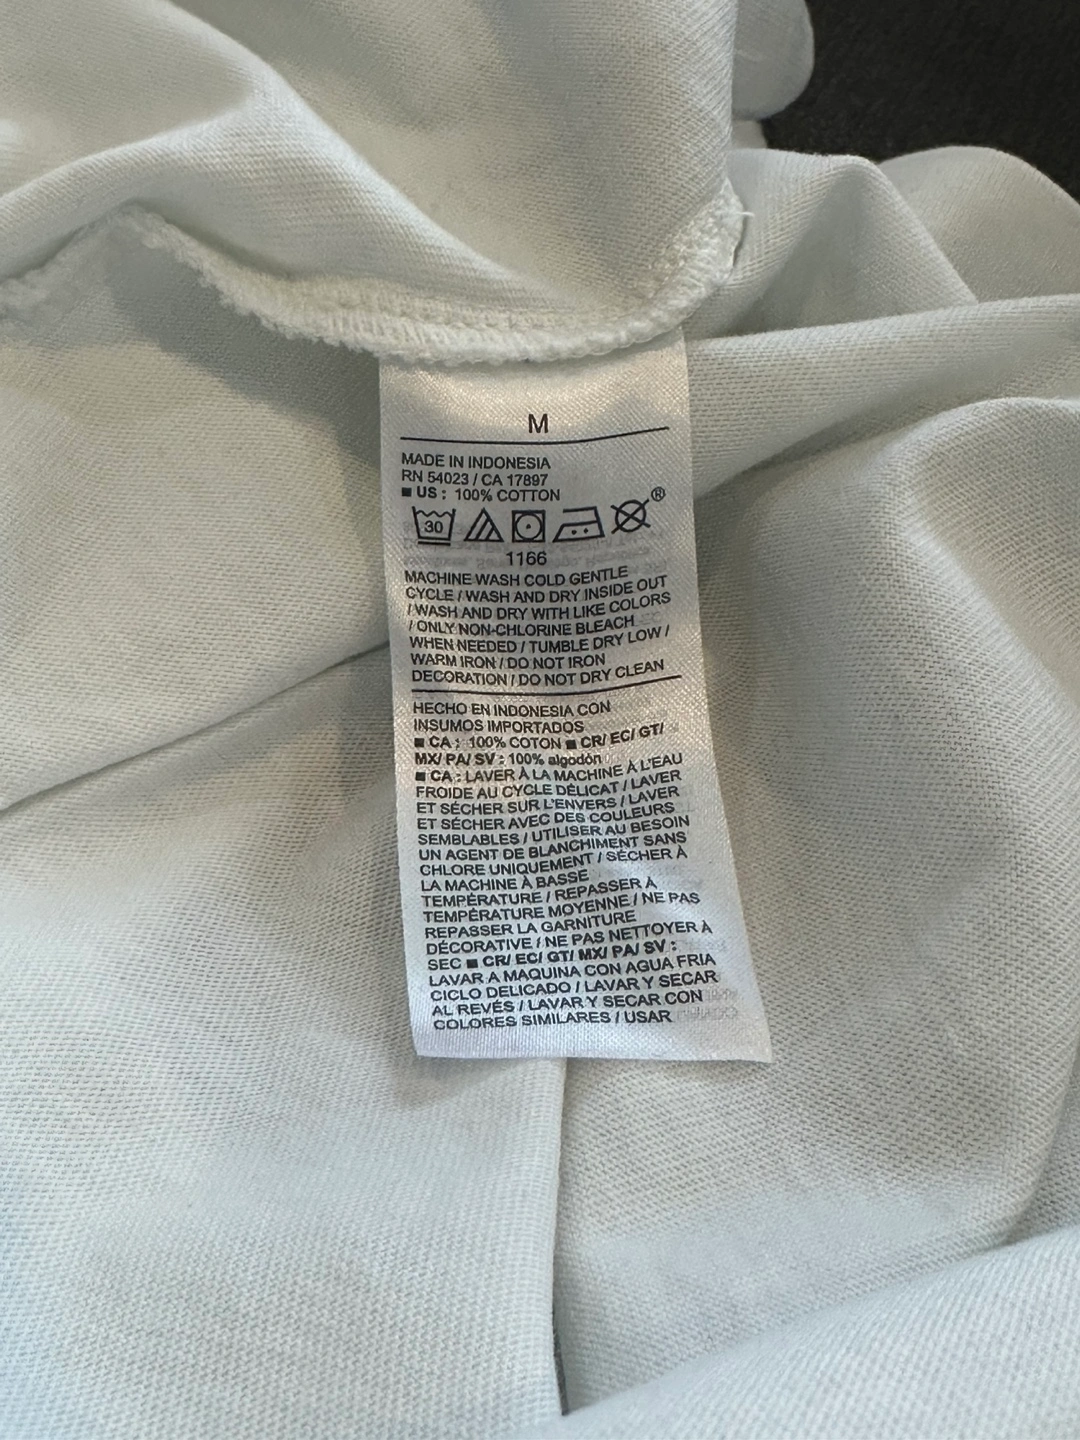 M
MADE IN INDONESIA
RN 54023 / CA 17897
■ US : 100% COTTON
30
®
1166
MACHINE WASH COLD GENTLE
CYCLE / WASH AND DRY INSIDE OUT
/ WASH AND DRY WITH LIKE COLORS
/ ONLY NON-CHLORINE BLEACH
WHEN NEEDED / TUMBLE DRY LOW /
WARM IRON / DO NOT IRON
DECORATION / DO NOT DRY CLEAN
HECHO EN INDONESIA CON
INSUMOS IMPORTADOS
■ CA : 100% COTON ■ CR/ EC/ GT/
MX/ PA/ SV : 100% algodón
■ CA : LAVER À LA MACHINE À L'EAU
FROIDE AU CYCLE DÉLICAT / LAVER
ET SÉCHER SUR L'ENVERS / LAVER
ET SÉCHER AVEC DES COULEURS
SEMBLABLES / UTILISER AU BESOIN
UN AGENT DE BLANCHIMENT SANS
CHLORE UNIQUEMENT / SÉCHER À
LA MACHINE À BASSE
TEMPÉRATURE / REPASSER À
TEMPÉRATURE MOYENNE / NE PAS
REPASSER LA GARNITURE
DÉCORATIVE / NE PAS NETTOYER À
SEC ■ CR/ EC/ GT/ MX/ PA/ SV :
LAVAR A MAQUINA CON AGUA FRIA
CICLO DELICADO / LAVAR Y SECAR
AL REVÉS / LAVAR Y SECAR CON
COLORES SIMILARES / USAR